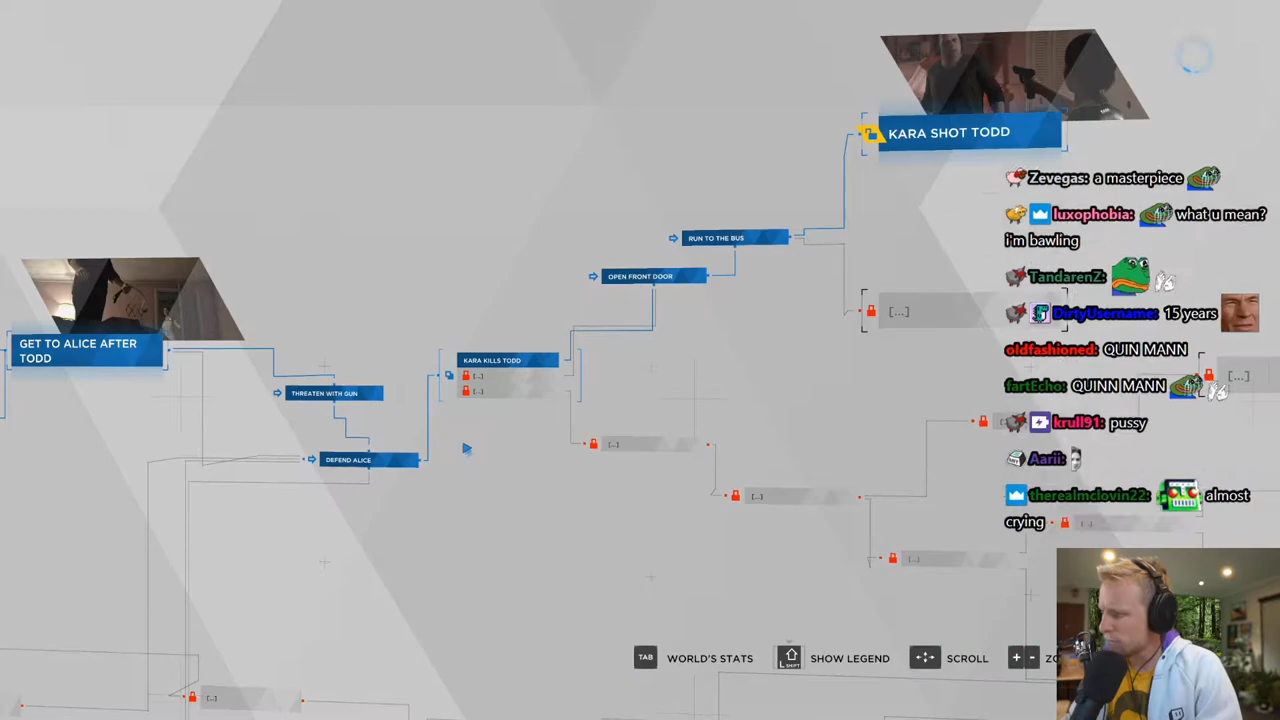 KARA SHOT TODD
Zevegas: a masterpiece
luxophobia: what u mean?
i'm bawling
RUN TO THE BUS
OPEN FRONT DOOR
TandarenZ:
[...]
DirtyUsername: 15 years
GET TO ALICE AFTER
TODD
oldfashioned: QUIN MANN
KARA KILLS TODD
[...]
[...]
[...]
fartEcho: QUINN MANN
THREATEN WITH GUN
krull91: pussy
[...]
DEFEND ALICE
Aarii:
[...]
therealmclovin22: almost
crying
[...]
[...]
TAB WORLD'S STATS
L SHIFT SHOW LEGEND
SCROLL
+ -
[...]